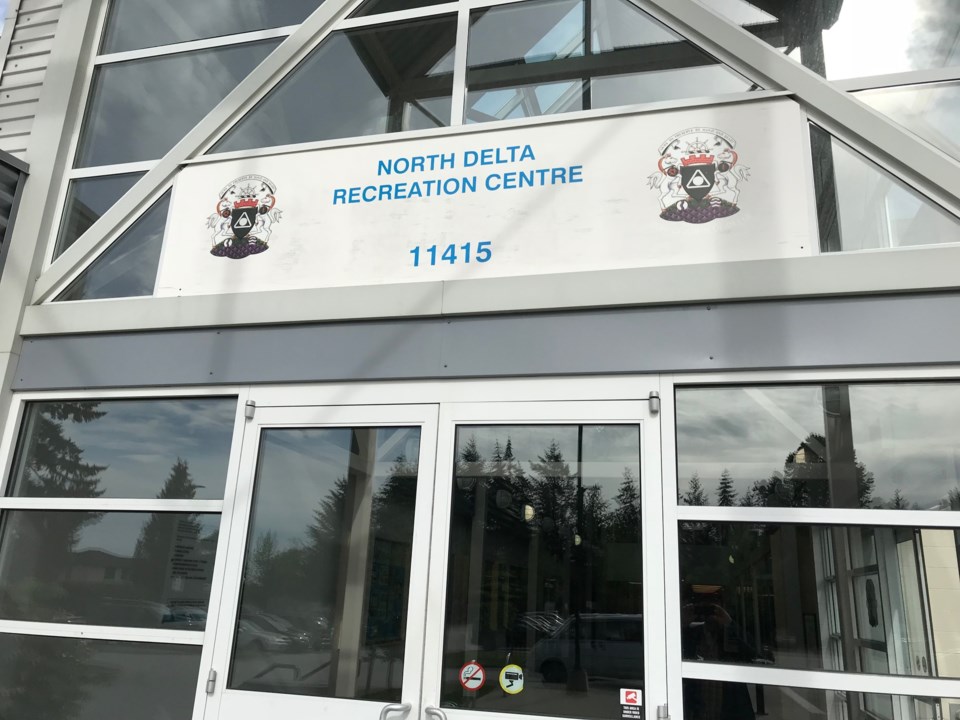 NORTH DELTA
RECREATION CENTRE
11415